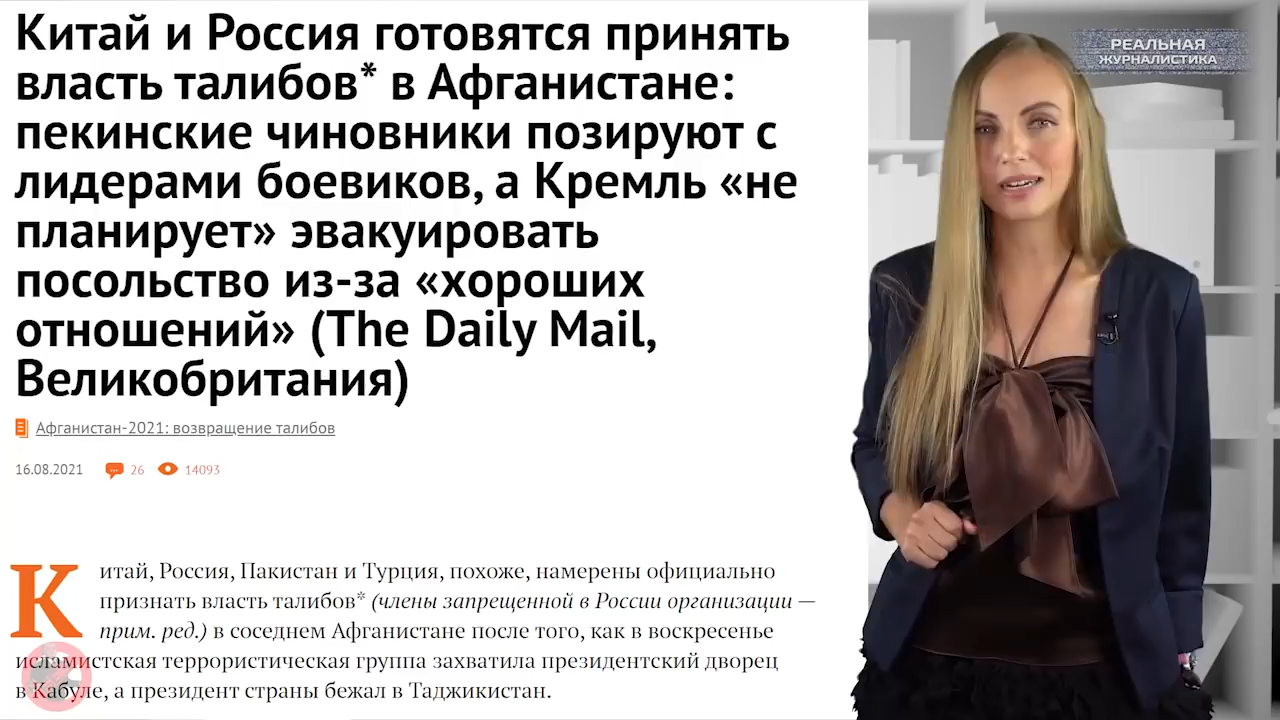 Китай и Россия готовятся принять
власть талибов* в Афганистане:
пекинские чиновники позируют с
лидерами боевиков, а Кремль «не
планирует» эвакуировать
посольство из-за «хороших
отношений» (The Daily Mail,
Великобритания)
Афганистан-2021: возвращение талибов
16.08.2021 26 14093
Китай, Россия, Пакистан и Турция, похоже, намерены официально
признать власть талибов* (члены запрещенной в России организации —
прим. ред.) в соседнем Афганистане после того, как в воскресенье
исламистская террористическая группа захватила президентский дворец
в Кабуле, а президент страны бежал в Таджикистан.
РЕАЛЬНАЯ
ЖУРНАЛИСТИКА